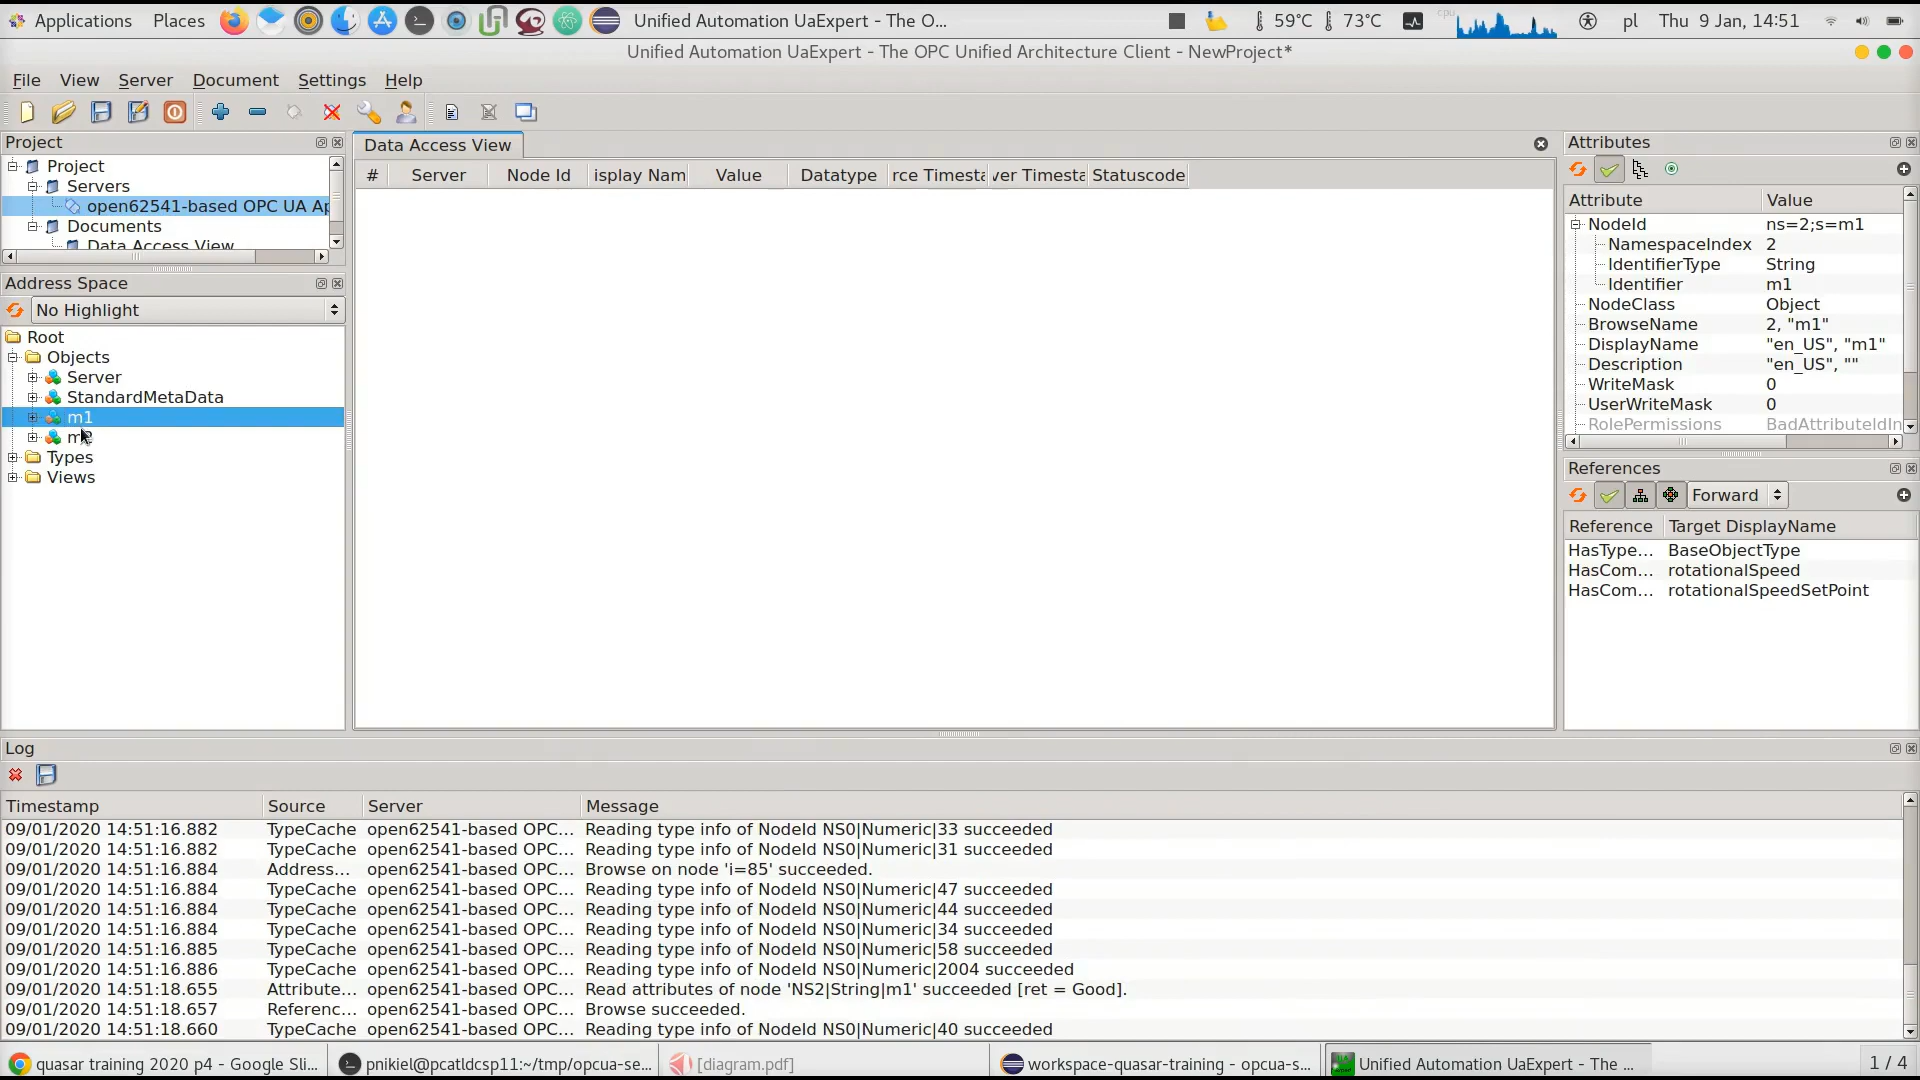 Applications Places Unified Automation UaExpert - The O... 59°C 73°C cpu pl Thu 9 Jan, 14:51
Unified Automation UaExpert - The OPC Unified Architecture Client - NewProject*
File View Server Document Settings Help
Project
Project
Servers
open62541-based OPC UA Ap
Documents
Data Access View
Address Space
No Highlight
Root
Objects
Server
StandardMetaData
m1
Types
Views
Data Access View
# Server Node Id isplay Nam Value Datatype rce Timesta ver Timesta Statuscode
Attributes
Attribute Value
NodeId ns=2;s=m1
NamespaceIndex 2
IdentifierType String
Identifier m1
NodeClass Object
BrowseName 2, "m1"
DisplayName "en_US", "m1"
Description "en_US", ""
WriteMask 0
UserWriteMask 0
RolePermissions BadAttributeIdIn
References
Forward
Reference Target DisplayName
HasType... BaseObjectType
HasCom... rotationalSpeed
HasCom... rotationalSpeedSetPoint
Log
Timestamp Source Server Message
09/01/2020 14:51:16.882 TypeCache open62541-based OPC... Reading type info of NodeId NS0|Numeric|33 succeeded
09/01/2020 14:51:16.882 TypeCache open62541-based OPC... Reading type info of NodeId NS0|Numeric|31 succeeded
09/01/2020 14:51:16.884 Address... open62541-based OPC... Browse on node 'i=85' succeeded.
09/01/2020 14:51:16.884 TypeCache open62541-based OPC... Reading type info of NodeId NS0|Numeric|47 succeeded
09/01/2020 14:51:16.884 TypeCache open62541-based OPC... Reading type info of NodeId NS0|Numeric|44 succeeded
09/01/2020 14:51:16.884 TypeCache open62541-based OPC... Reading type info of NodeId NS0|Numeric|34 succeeded
09/01/2020 14:51:16.885 TypeCache open62541-based OPC... Reading type info of NodeId NS0|Numeric|58 succeeded
09/01/2020 14:51:16.886 TypeCache open62541-based OPC... Reading type info of NodeId NS0|Numeric|2004 succeeded
09/01/2020 14:51:18.655 Attribute... open62541-based OPC... Read attributes of node 'NS2|String|m1' succeeded [ret = Good].
09/01/2020 14:51:18.657 Referenc... open62541-based OPC... Browse succeeded.
09/01/2020 14:51:18.660 TypeCache open62541-based OPC... Reading type info of NodeId NS0|Numeric|40 succeeded
quasar training 2020 p4 - Google Sli... pnikiel@pcatldcsp11:~/tmp/opcua-se... [diagram.pdf] workspace-quasar-training - opcua-s... Unified Automation UaExpert - The ... 1 / 4